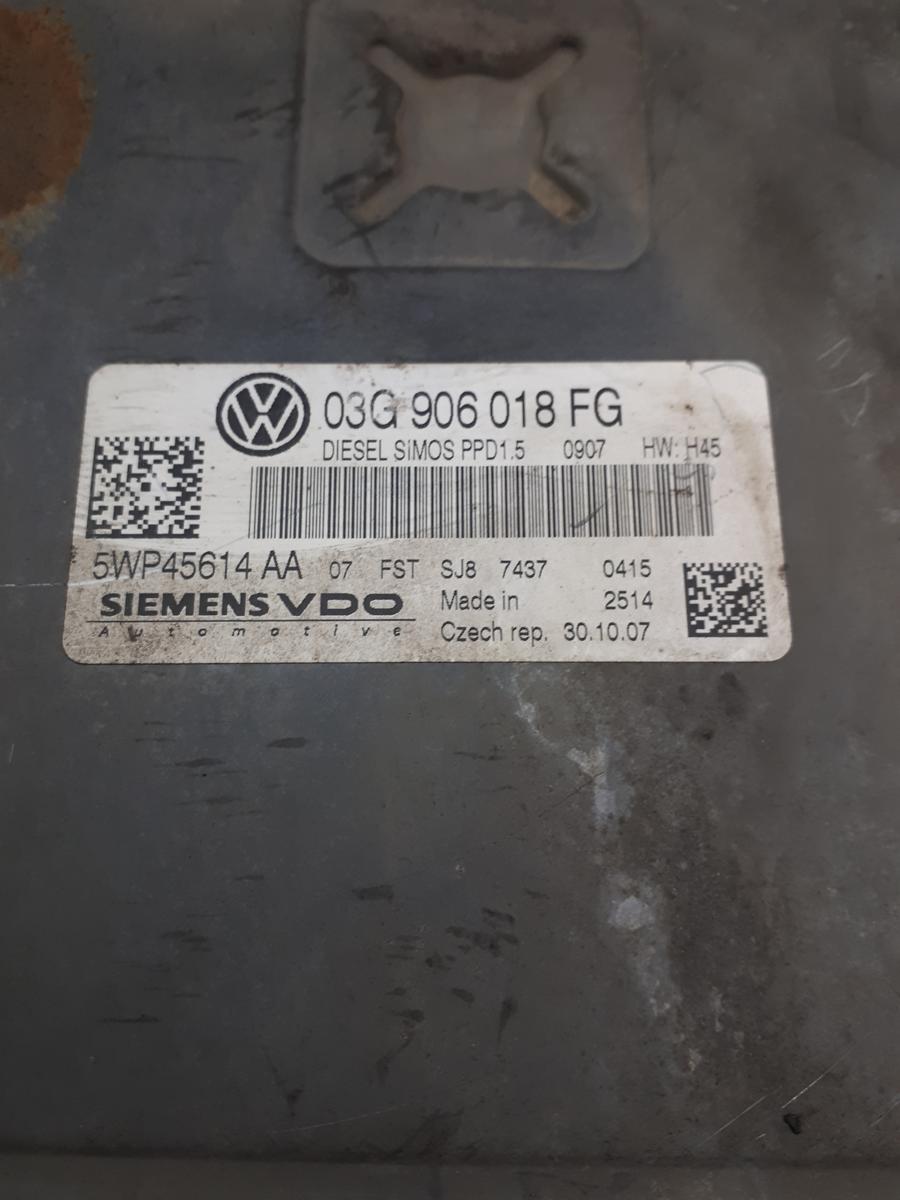 03G 906 018 FG
DIESEL SiMOS PPD1.5 0907 HW: H45
5WP45614 AA 07 FST SJ8 7437 0415
SIEMENS VDO Made in 2514
Automotive Czech rep. 30.10.07